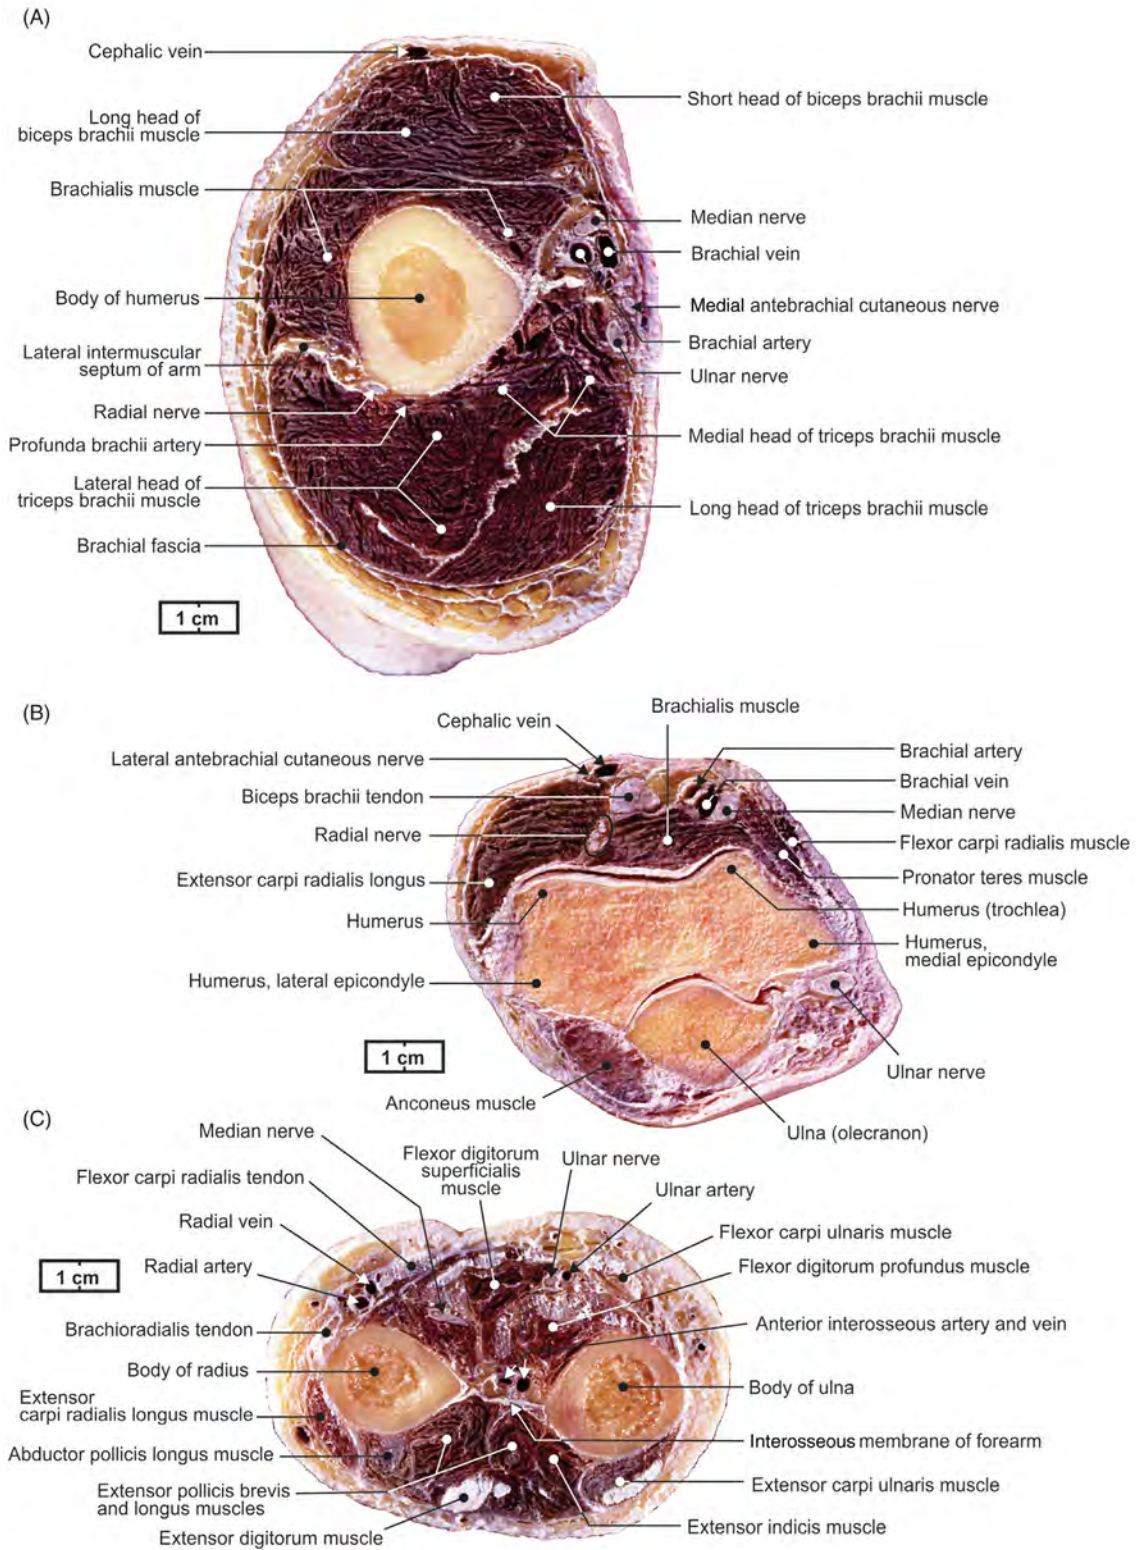 (A)
Cephalic vein
Long head of
biceps brachii muscle
Brachialis muscle
Body of humerus
Lateral intermuscular
septum of arm
Radial nerve
Profunda brachii artery
Lateral head of
triceps brachii muscle
Brachial fascia
1 cm
Short head of biceps brachii muscle
Median nerve
Brachial vein
Medial antebrachial cutaneous nerve
Brachial artery
Ulnar nerve
Medial head of triceps brachii muscle
Long head of triceps brachii muscle
(B)
Cephalic vein
Lateral antebrachial cutaneous nerve
Biceps brachii tendon
Radial nerve
Extensor carpi radialis longus
Humerus
Humerus, lateral epicondyle
1 cm
Anconeus muscle
Brachialis muscle
Brachial artery
Brachial vein
Median nerve
Flexor carpi radialis muscle
Pronator teres muscle
Humerus (trochlea)
Humerus,
medial epicondyle
Ulnar nerve
Ulna (olecranon)
(C)
Median nerve
Flexor carpi radialis tendon
Radial vein
Radial artery
1 cm
Brachioradialis tendon
Body of radius
Extensor
carpi radialis longus muscle
Abductor pollicis longus muscle
Extensor pollicis brevis
and longus muscles
Extensor digitorum muscle
Flexor digitorum
superficialis
muscle
Ulnar nerve
Ulnar artery
Flexor carpi ulnaris muscle
Flexor digitorum profundus muscle
Anterior interosseous artery and vein
Body of ulna
Interosseous membrane of forearm
Extensor carpi ulnaris muscle
Extensor indicis muscle